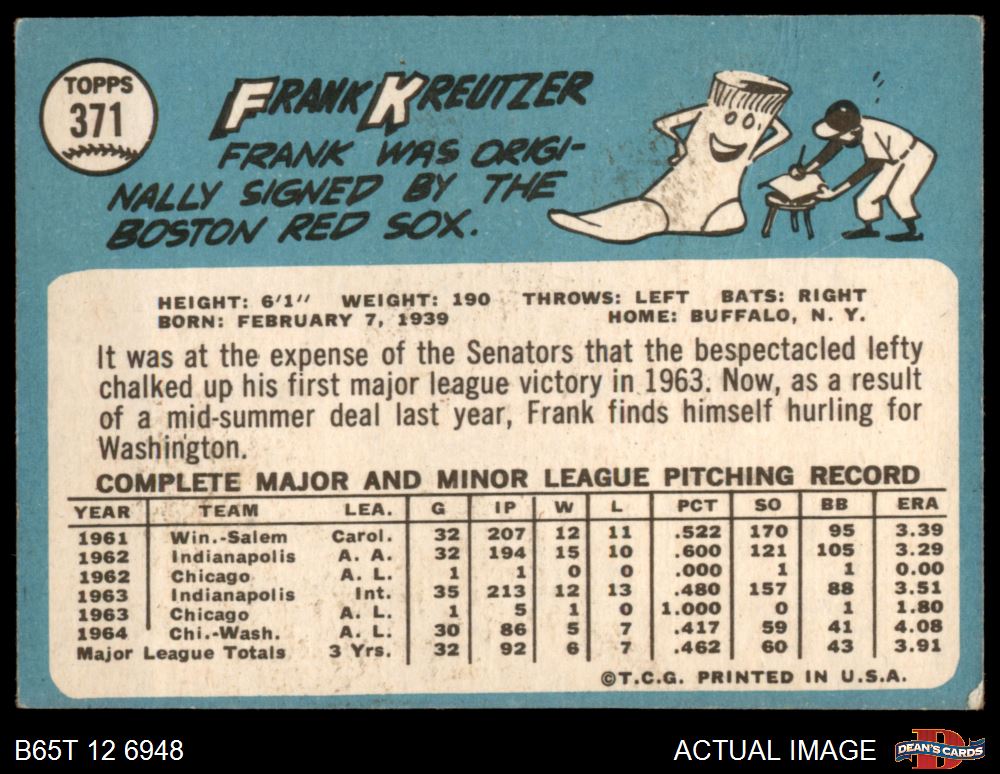 TOPPS
371
FRANK KREUTZER
FRANK WAS ORIGI-
NALLY SIGNED BY THE
BOSTON RED SOX.
HEIGHT: 6'1" WEIGHT: 190 THROWS: LEFT BATS: RIGHT
BORN: FEBRUARY 7, 1939 HOME: BUFFALO, N. Y.
It was at the expense of the Senators that the bespectacled lefty
chalked up his first major league victory in 1963. Now, as a result
of a mid-summer deal last year, Frank finds himself hurling for
Washington.
COMPLETE MAJOR AND MINOR LEAGUE PITCHING RECORD
YEAR TEAM LEA. G IP W L PCT SO BB ERA
1961 Win.-Salem Carol. 32 207 12 11 .522 170 95 3.39
1962 Indianapolis A. A. 32 194 15 10 .600 121 105 3.29
1962 Chicago A. L. 1 1 0 0 .000 1 1 0.00
1963 Indianapolis Int. 35 213 12 13 .480 157 88 3.51
1963 Chicago A. L. 1 5 1 0 1.000 0 1 1.80
1964 Chi.-Wash. A. L. 30 86 5 7 .417 59 41 4.08
Major League Totals 3 Yrs. 32 92 6 7 .462 60 43 3.91
©T.C.G. PRINTED IN U.S.A.
B65T 12 6948 ACTUAL IMAGE D DEAN'S CARDS